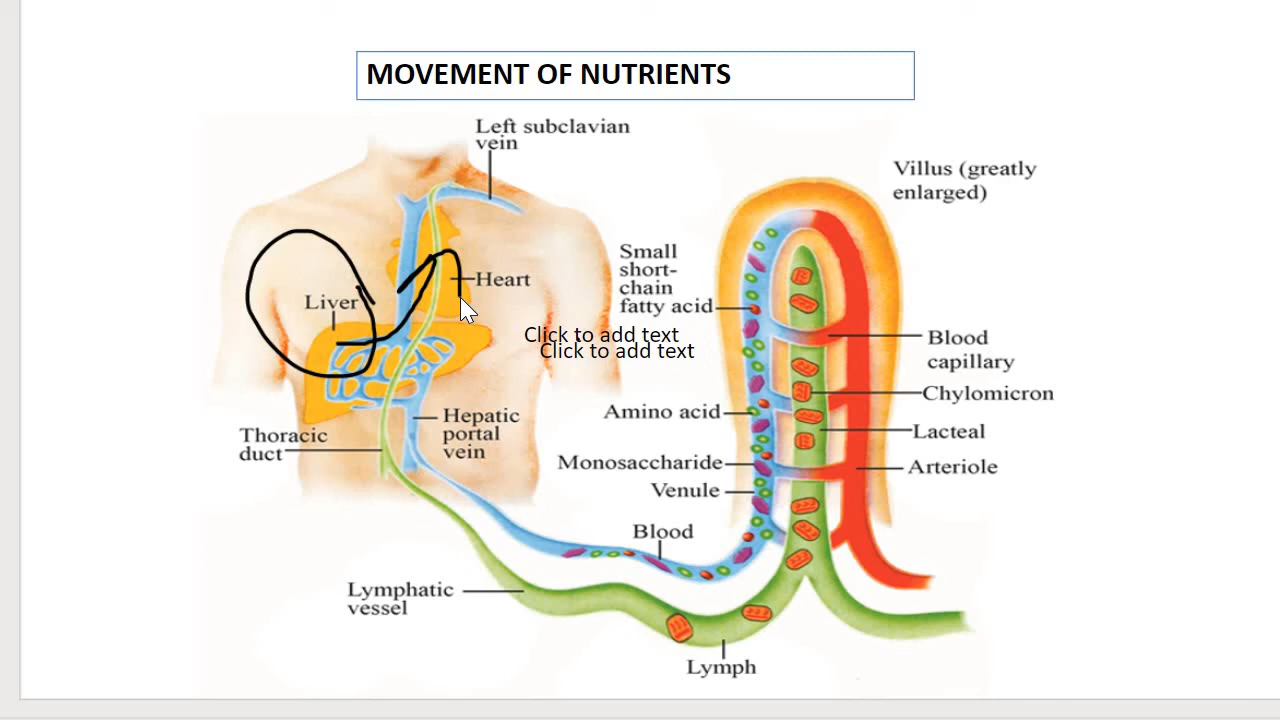 MOVEMENT OF NUTRIENTS
Left subclavian
vein
Villus (greatly
enlarged)
Small
short-
chain
fatty acid
Heart
Liver
Click to add text
Click to add text
Blood
capillary
Chylomicron
Amino acid
Hepatic
portal
vein
Lacteal
Thoracic
duct
Monosaccharide
Arteriole
Venule
Blood
Lymphatic
vessel
Lymph